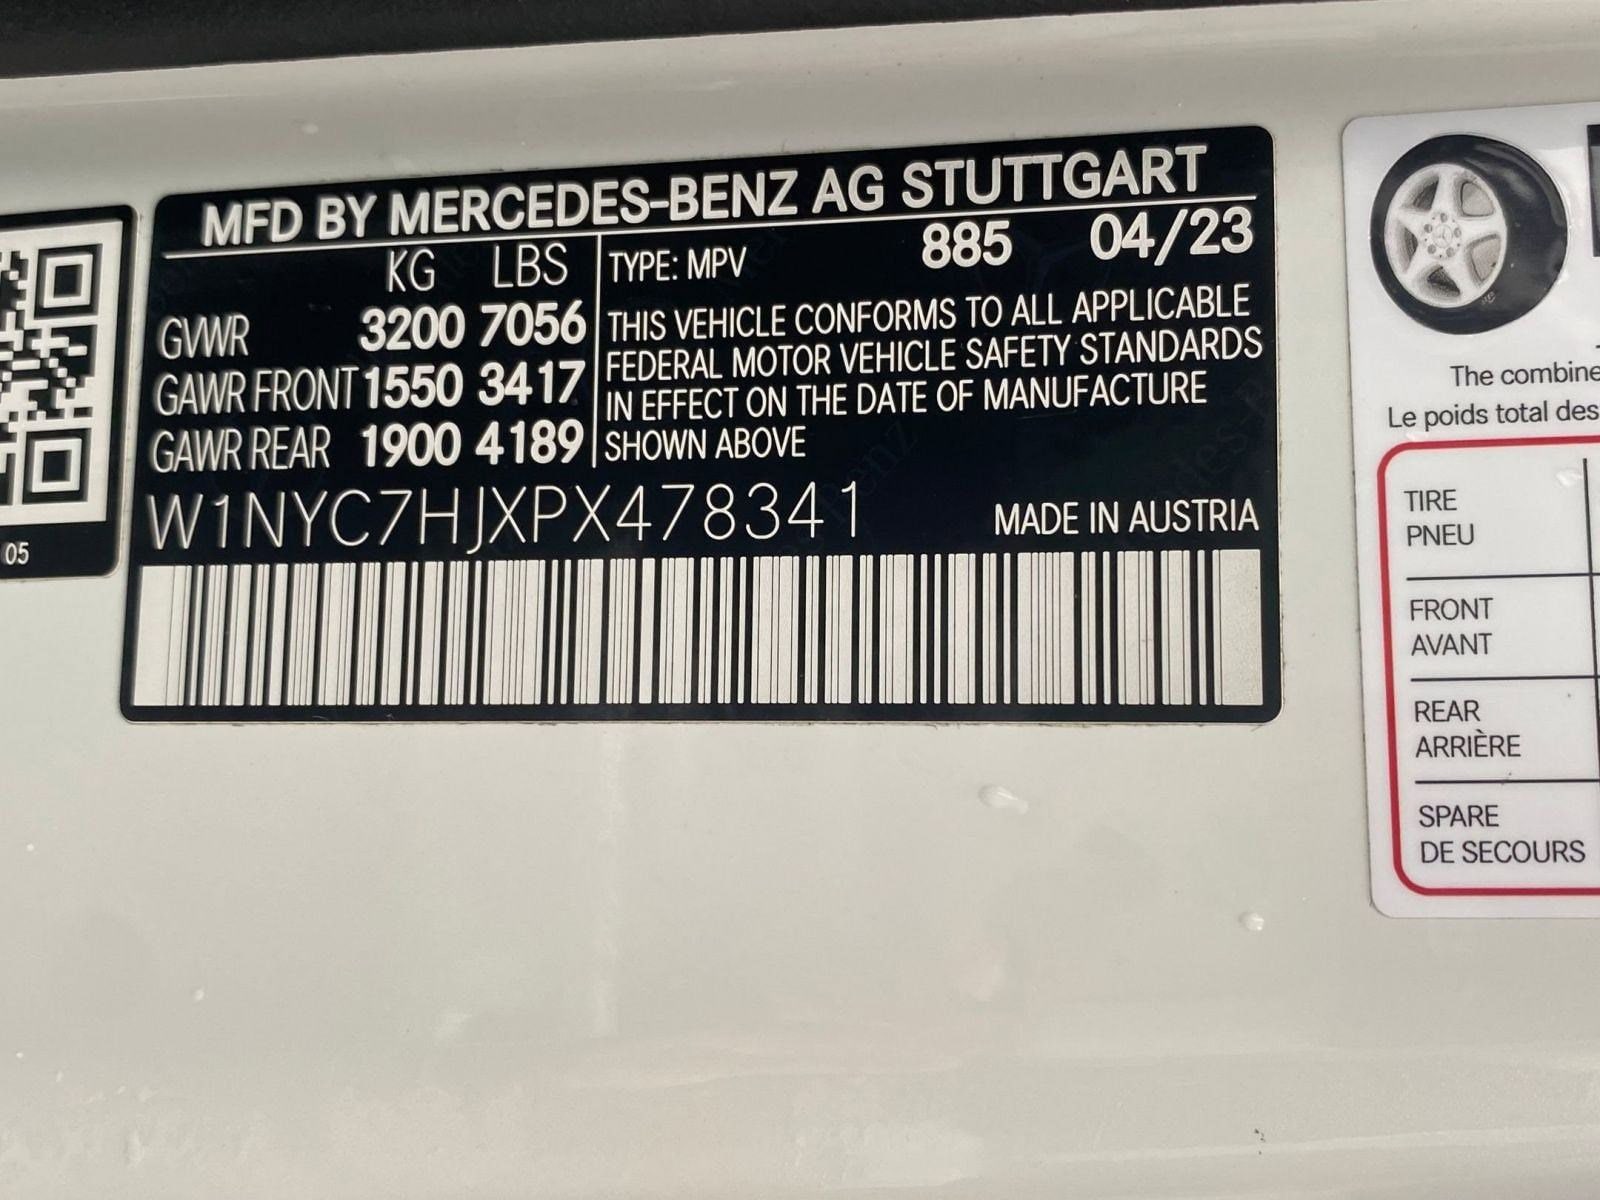 MFD BY MERCEDES-BENZ AG STUTTGART
KG LBS
GVWR 3200 7056
GAWR FRONT 1550 3417
GAWR REAR 1900 4189
TYPE: MPV 885 04/23
THIS VEHICLE CONFORMS TO ALL APPLICABLE
FEDERAL MOTOR VEHICLE SAFETY STANDARDS
IN EFFECT ON THE DATE OF MANUFACTURE
SHOWN ABOVE
W1NYC7HJXPX478341 MADE IN AUSTRIA
05
The combine
Le poids total des
TIRE
PNEU
FRONT
AVANT
REAR
ARRIÈRE
SPARE
DE SECOURS